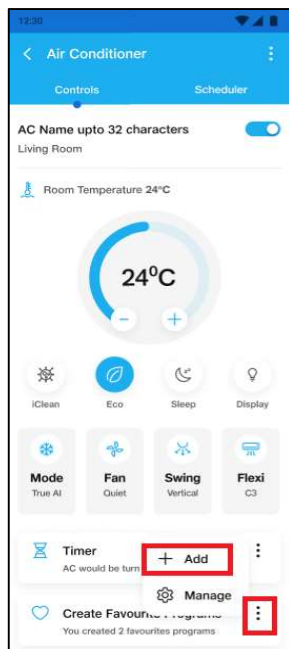 12:30
Air Conditioner
Controls Scheduler
AC Name upto 32 characters
Living Room
Room Temperature 24°C
24°C
iClean Eco Sleep Display
Mode Fan Swing Flexi
True AI Quiet Vertical C3
Timer
+ Add
AC would be turn
Manage
Create Favourite Programs
You created 2 favourites programs